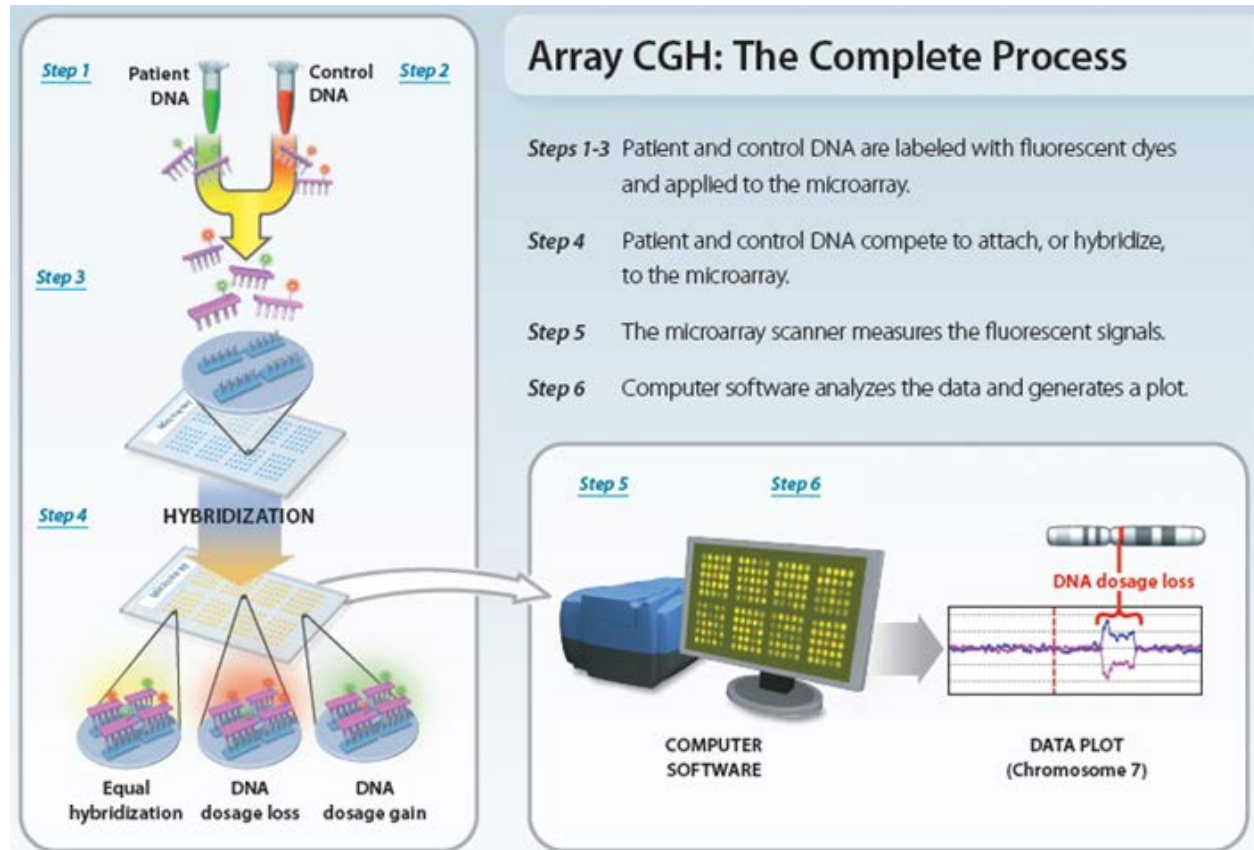 Array CGH: The Complete Process
Step 1
Patient
DNA
Control
DNA
Step 2
Step 3
Step 4
HYBRIDIZATION
Equal
hybridization
DNA
dosage loss
DNA
dosage gain
Steps 1-3 Patient and control DNA are labeled with fluorescent dyes
and applied to the microarray.
Step 4 Patient and control DNA compete to attach, or hybridize,
to the microarray.
Step 5 The microarray scanner measures the fluorescent signals.
Step 6 Computer software analyzes the data and generates a plot.
Step 5
Step 6
COMPUTER
SOFTWARE
DNA dosage loss
DATA PLOT
(Chromosome 7)